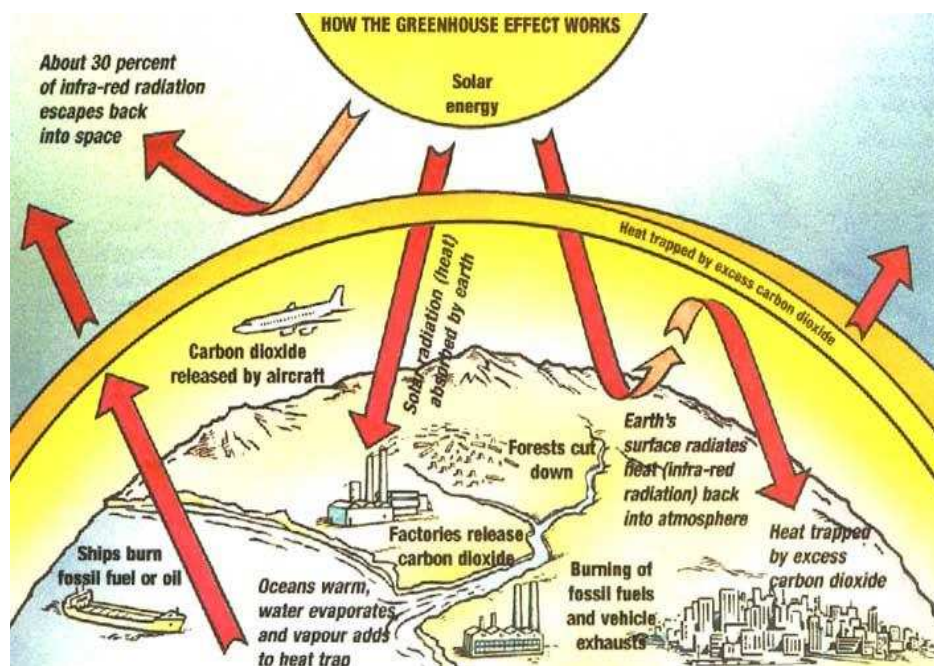 HOW THE GREENHOUSE EFFECT WORKS
Solar
energy
About 30 percent
of infra-red radiation
escapes back
into space
Heat trapped by excess carbon dioxide
Solar radiation (heat)
absorbed by earth
Carbon dioxide
released by aircraft
Forests cut
down
Earth's
surface radiates
heat (infra-red
radiation) back
into atmosphere
Factories release
carbon dioxide
Heat trapped
by excess
carbon dioxide
Ships burn
fossil fuel or oil
Oceans warm,
water evaporates
and vapour adds
to heat trap
Burning of
fossil fuels
and vehicle
exhausts